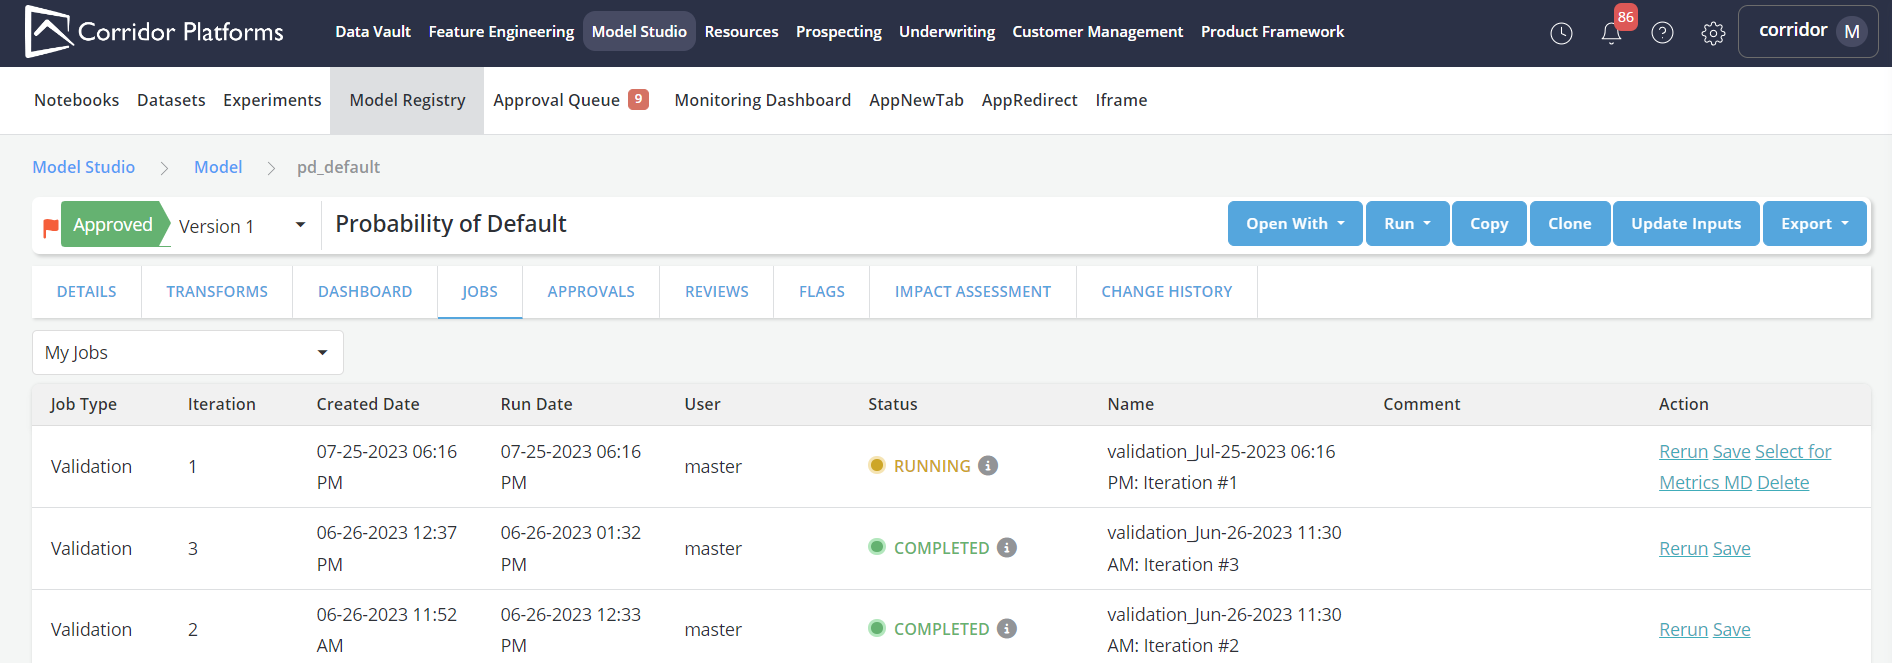 Corridor Platforms Data Vault Feature Engineering Model Studio Resources Prospecting Underwriting Customer Management Product Framework 86 corridor M
Notebooks Datasets Experiments Model Registry Approval Queue 9 Monitoring Dashboard AppNewTab AppRedirect Iframe
Model Studio > Model > pd_default
Approved Version 1 Probability of Default Open With Run Copy Clone Update Inputs Export
DETAILS TRANSFORMS DASHBOARD JOBS APPROVALS REVIEWS FLAGS IMPACT ASSESSMENT CHANGE HISTORY
My Jobs
Job Type Iteration Created Date Run Date User Status Name Comment Action
Validation 1 07-25-2023 06:16 PM 07-25-2023 06:16 PM master RUNNING validation_Jul-25-2023 06:16 PM: Iteration #1 Rerun Save Select for Metrics MD Delete
Validation 3 06-26-2023 12:37 PM 06-26-2023 01:32 PM master COMPLETED validation_Jun-26-2023 11:30 AM: Iteration #3 Rerun Save
Validation 2 06-26-2023 11:52 AM 06-26-2023 12:33 PM master COMPLETED validation_Jun-26-2023 11:30 AM: Iteration #2 Rerun Save